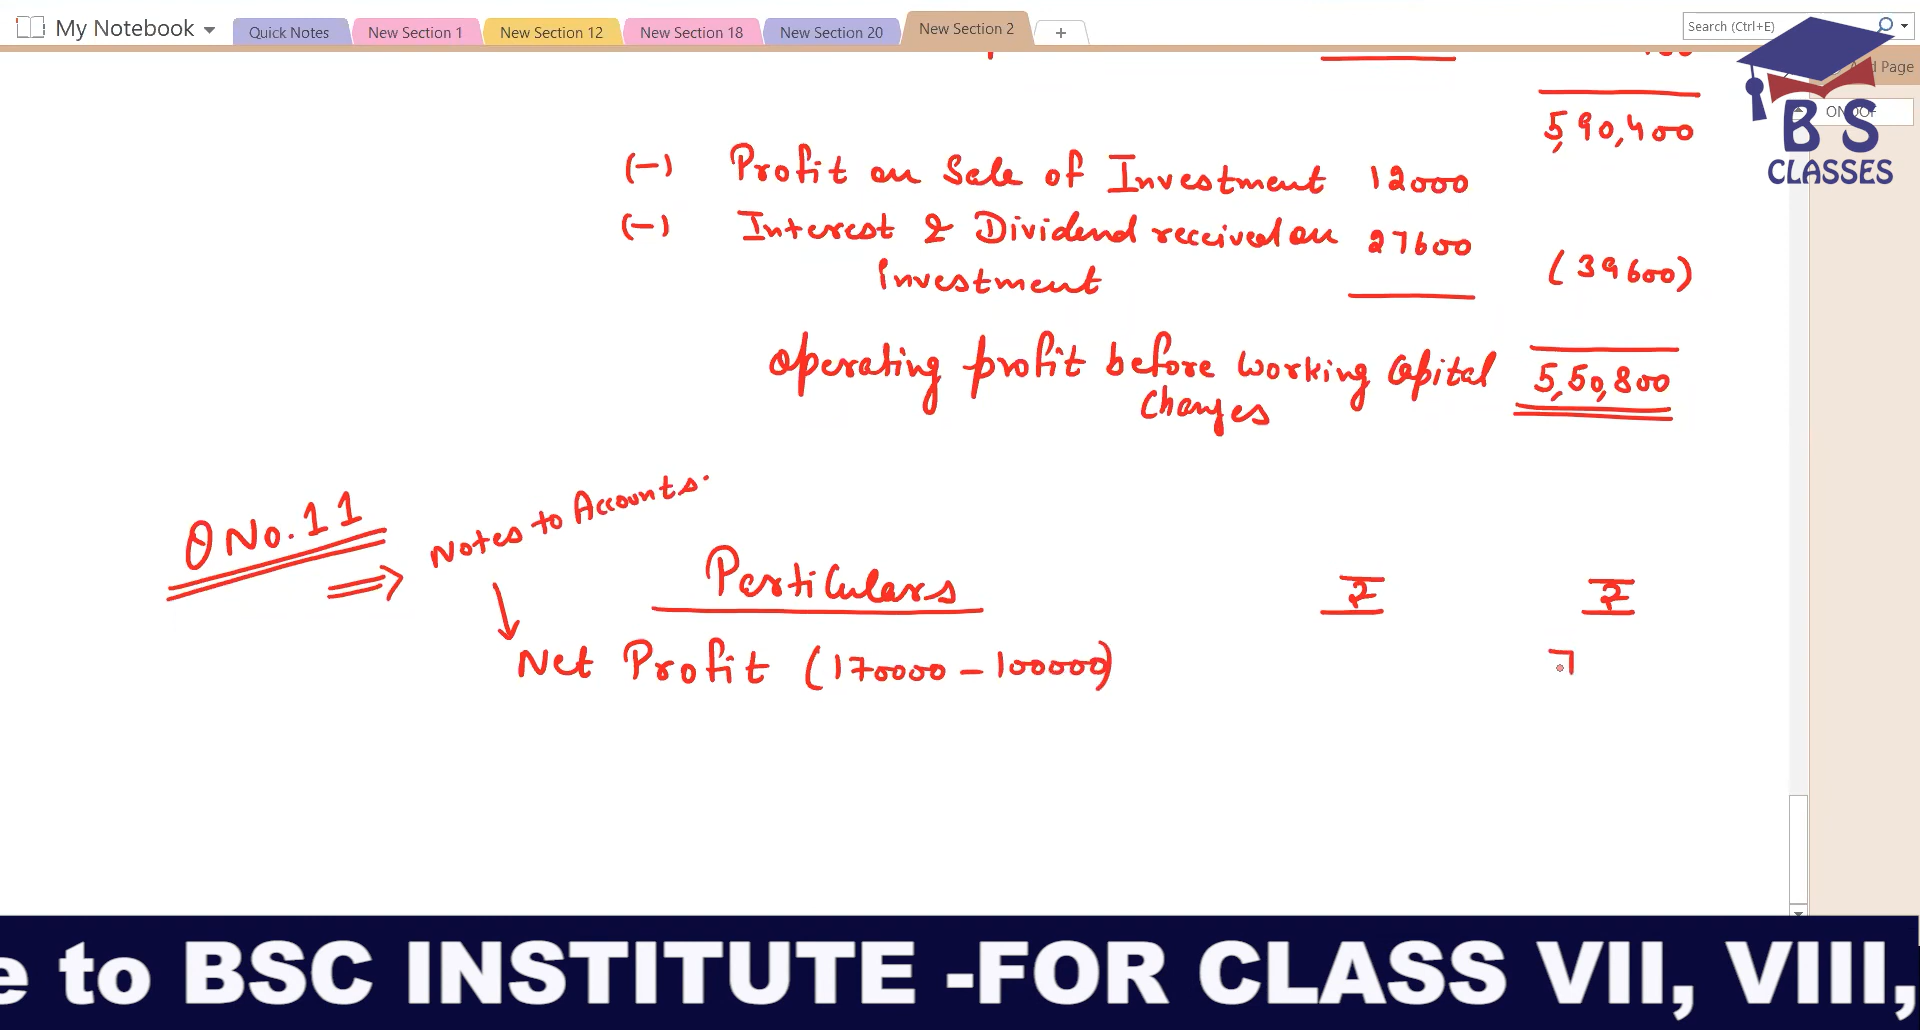 My Notebook
Quick Notes
New Section 1
New Section 12
New Section 18
New Section 20
New Section 2
+
Search (Ctrl+E)
Page
B S
CLASSES
5,90,400
(-) Profit on Sale of Investment 12000
(-) Interest & Dividend received on 27600
Investment
(39600)
Operating profit before working Capital 5,50,800
Changes
Q No. 11
Notes to Accounts.
Particulars ₹ ₹
Net Profit (170000 - 100000) 7
e to BSC INSTITUTE -FOR CLASS VII, VIII,